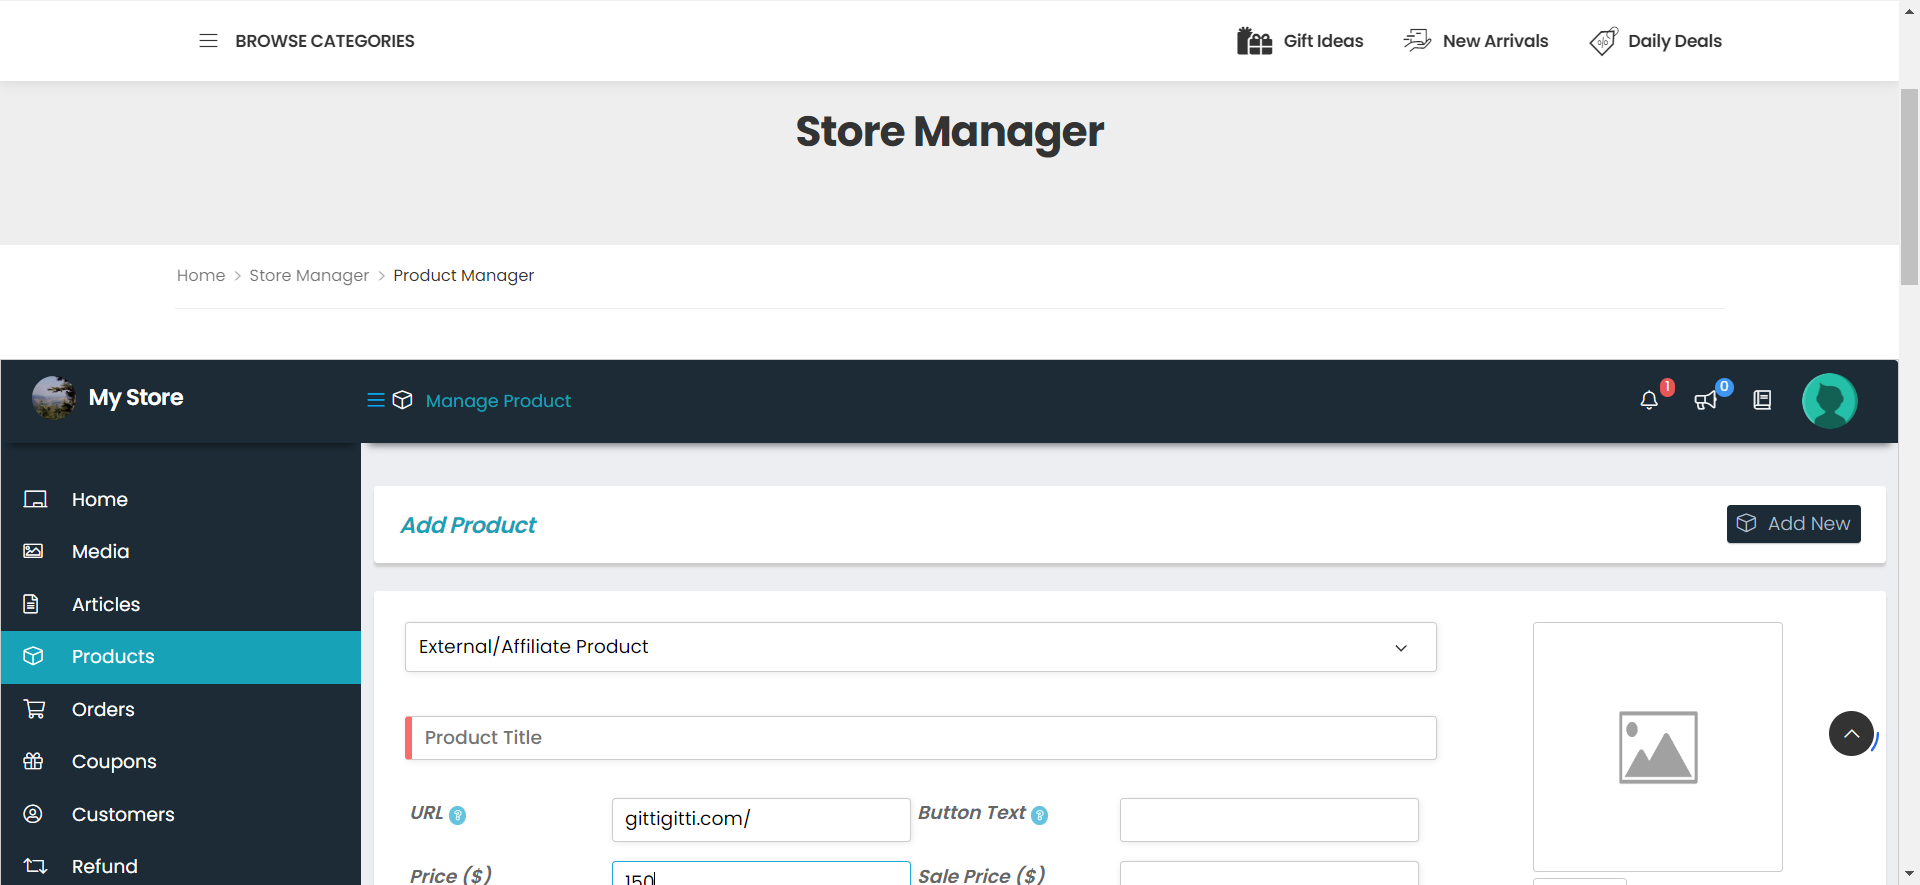 BROWSE CATEGORIES
Gift Ideas
New Arrivals
Daily Deals
Store Manager
Home > Store Manager > Product Manager
My Store
Manage Product
1
0
Home
Media
Articles
Products
Orders
Coupons
Customers
Refund
Add Product
Add New
External/Affiliate Product
Product Title
URL ?
gittigitti.com/
Button Text ?
Price ($)
150
Sale Price ($)